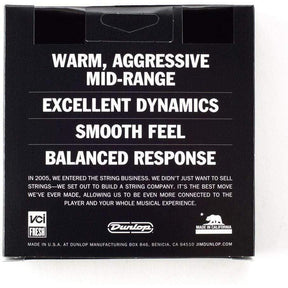 WARM, AGGRESSIVE
MID-RANGE
EXCELLENT DYNAMICS
SMOOTH FEEL
BALANCED RESPONSE
IN 2005, WE ENTERED THE STRING BUSINESS. WE DIDN'T JUST WANT TO SELL
STRINGS—WE SET OUT TO BUILD A STRING COMPANY. IT'S THE BEST MOVE
WE'VE EVER MADE, ALLOWING US TO BE EVEN MORE CONNECTED TO THE
PLAYER AND YOUR WHOLE MUSICAL EXPERIENCE.
VCI
FRESH
Dunlop
MADE IN CALIFORNIA
MADE IN U.S.A. AT DUNLOP MANUFACTURING BOX 846, BENICIA, CA 94510 JIMDUNLOP.COM